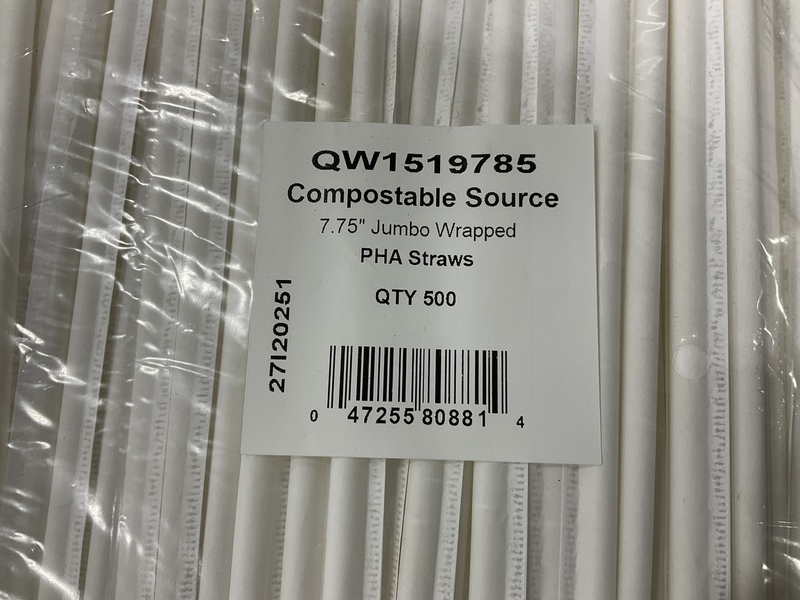 QW1519785
Compostable Source
7.75" Jumbo Wrapped
PHA Straws
QTY 500
27I20251
0 47255 80881 4